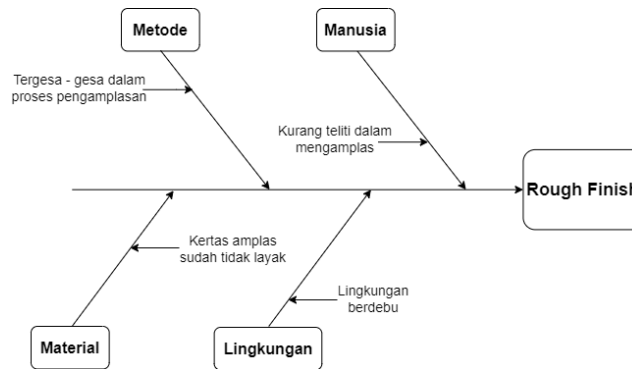 Metode
Manusia
Tergesa - gesa dalam
proses pengamplasan
Kurang teliti dalam
mengamplas
Rough Finish
Kertas amplas
sudah tidak layak
Lingkungan
berdebu
Material
Lingkungan